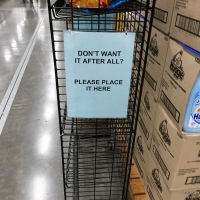 DON'T WANT
IT AFTER ALL?
PLEASE PLACE
IT HERE